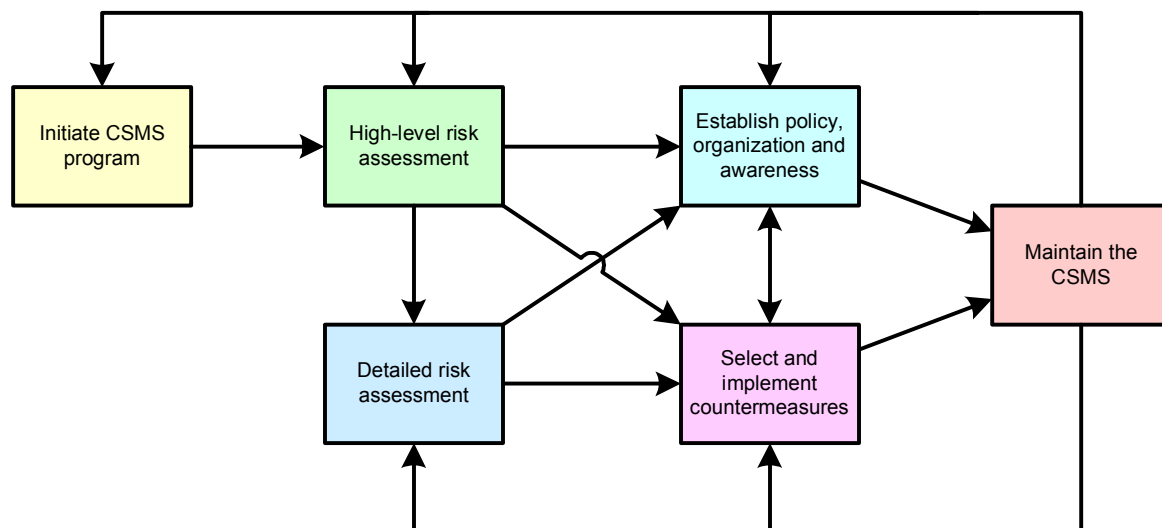 Initiate CSMS
program
High-level risk
assessment
Establish policy,
organization and
awareness
Maintain the
CSMS
Detailed risk
assessment
Select and
implement
countermeasures